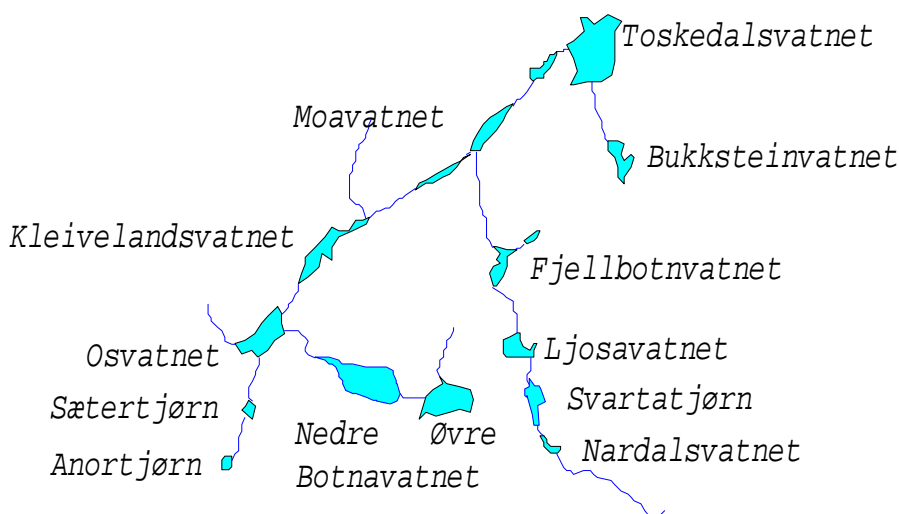 Toskedalsvatnet
Moavatnet
Bukksteinvatnet
Kleivelandsvatnet
Fjellbotnvatnet
Osvatnet
Ljosavatnet
Sætertjørn
Svartatjørn
Nedre Øvre
Nardalsvatnet
Anortjørn
Botnavatnet